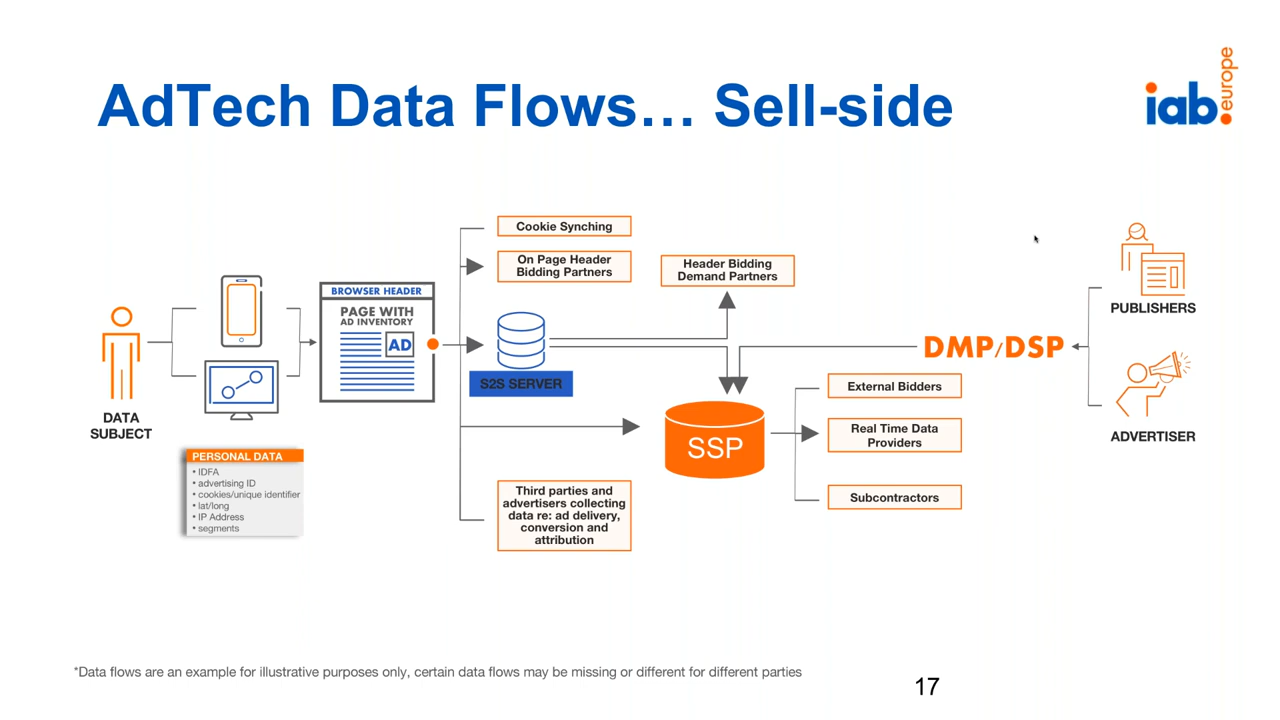 AdTech Data Flows… Sell-side
iab europe
Cookie Synching
On Page Header
Bidding Partners
Header Bidding
Demand Partners
BROWSER HEADER
PAGE WITH
AD INVENTORY
AD
S2S SERVER
DATA
SUBJECT
PERSONAL DATA
• IDFA
• advertising ID
• cookies/unique identifier
• lat/long
• IP Address
• segments
Third parties and
advertisers collecting
data re: ad delivery,
conversion and
attribution
SSP
External Bidders
Real Time Data
Providers
Subcontractors
DMP/DSP
PUBLISHERS
ADVERTISER
*Data flows are an example for illustrative purposes only, certain data flows may be missing or different for different parties
17